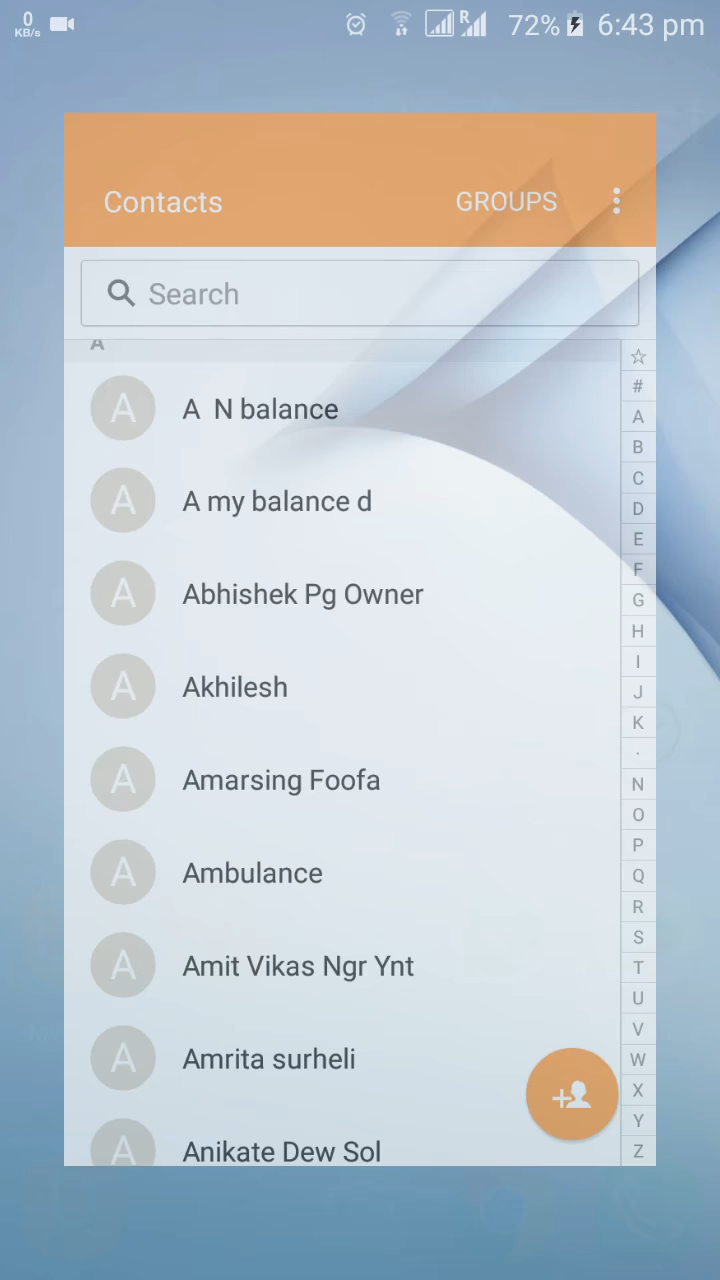 0
KB/s
R
72%
6:43 pm
Contacts
GROUPS
Search
A
#
A
B
C
D
E
F
G
H
I
J
K
·
N
O
P
Q
R
S
T
U
V
W
X
Y
Z
A A  N balance
A A my balance d
A Abhishek Pg Owner
A Akhilesh
A Amarsing Foofa
A Ambulance
A Amit Vikas Ngr Ynt
A Amrita surheli
A Anikate Dew Sol